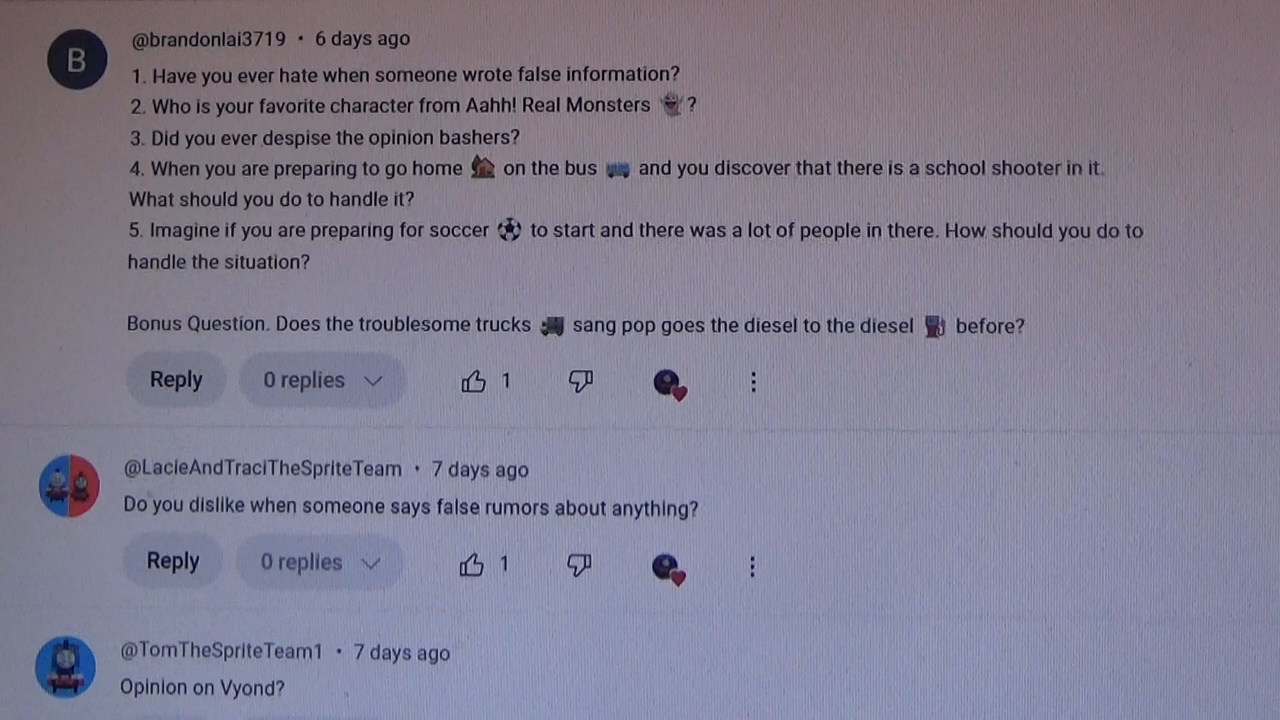 B
@brandonlai3719 • 6 days ago
1. Have you ever hate when someone wrote false information?
2. Who is your favorite character from Aahh! Real Monsters 👻?
3. Did you ever despise the opinion bashers?
4. When you are preparing to go home 🏠 on the bus 🚌 and you discover that there is a school shooter in it.
What should you do to handle it?
5. Imagine if you are preparing for soccer ⚽ to start and there was a lot of people in there. How should you do to
handle the situation?
Bonus Question. Does the troublesome trucks 🚚 sang pop goes the diesel to the diesel ⛽ before?
Reply 0 replies 1
@LacieAndTraciTheSpriteTeam • 7 days ago
Do you dislike when someone says false rumors about anything?
Reply 0 replies 1
@TomTheSpriteTeam1 • 7 days ago
Opinion on Vyond?